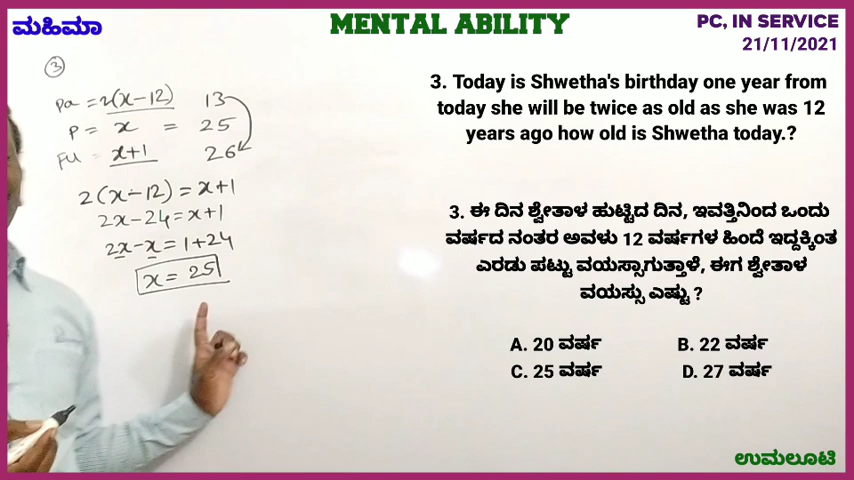 ಮಹಿಮಾ
MENTAL ABILITY
PC, IN SERVICE
21/11/2021
3
Pa = 2(x-12) 13
P = x = 25
FU = x+1 26
2(x-12) = x+1
2x-24 = x+1
2x-x = 1+24
x = 25
3. Today is Shwetha's birthday one year from
today she will be twice as old as she was 12
years ago how old is Shwetha today.?
3. ಈ ದಿನ ಶ್ವೇತಾಳ ಹುಟ್ಟಿದ ದಿನ, ಇವತ್ತಿನಿಂದ ಒಂದು
ವರ್ಷದ ನಂತರ ಅವಳು 12 ವರ್ಷಗಳ ಹಿಂದೆ ಇದ್ದಕ್ಕಿಂತ
ಎರಡು ಪಟ್ಟು ವಯಸ್ಸಾಗುತ್ತಾಳೆ, ಈಗ ಶ್ವೇತಾಳ
ವಯಸ್ಸು ಎಷ್ಟು ?
A. 20 ವರ್ಷ B. 22 ವರ್ಷ
C. 25 ವರ್ಷ D. 27 ವರ್ಷ
ಉಮಲೂಟಿ